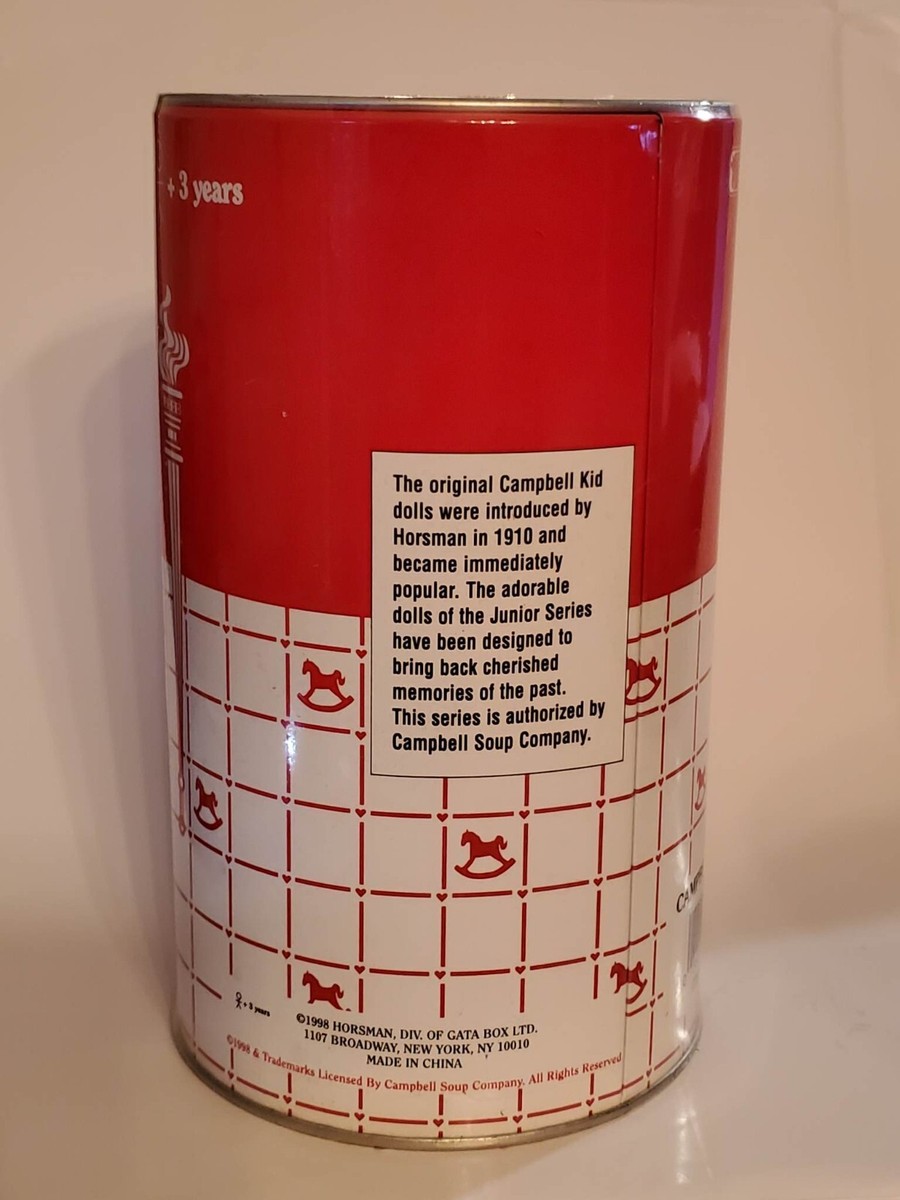 + 3 years
The original Campbell Kid
dolls were introduced by
Horsman in 1910 and
became immediately
popular. The adorable
dolls of the Junior Series
have been designed to
bring back cherished
memories of the past.
This series is authorized by
Campbell Soup Company.
+ 3 years
©1998 HORSMAN, DIV. OF GATA BOX LTD.
1107 BROADWAY, NEW YORK, NY 10010
MADE IN CHINA
©1998 & Trademarks Licensed By Campbell Soup Company. All Rights Reserved